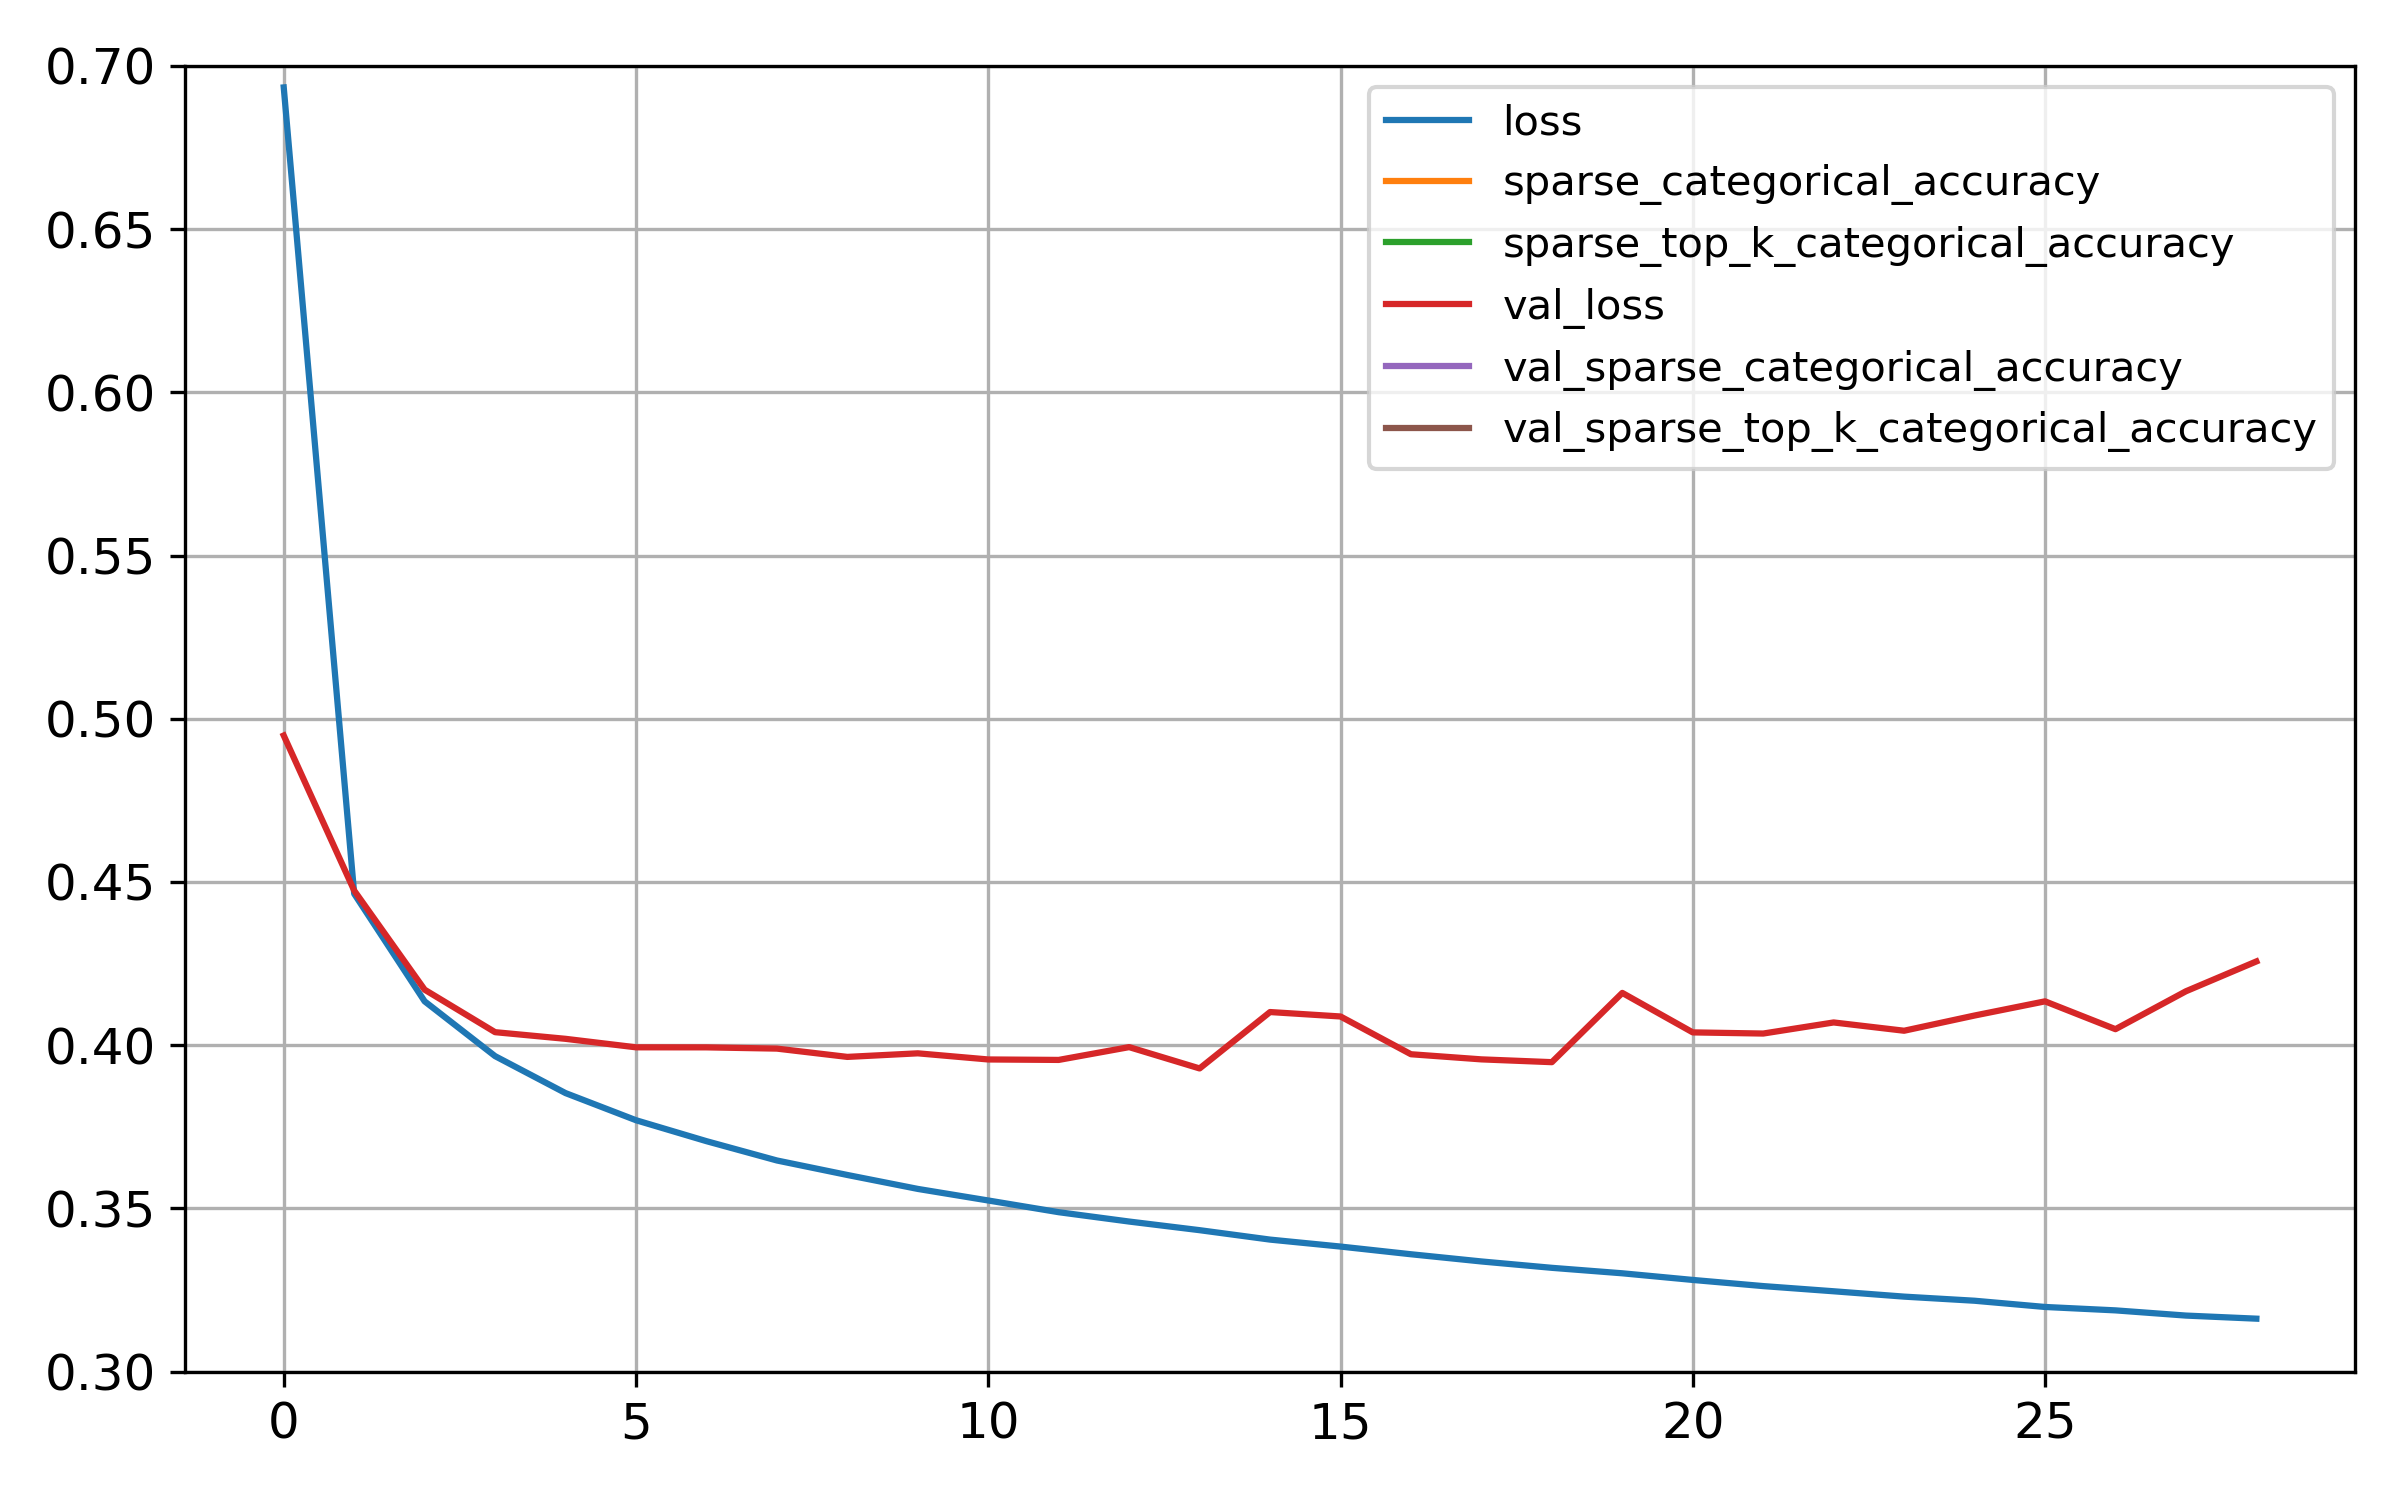 0.70
0.65
0.60
0.55
0.50
0.45
0.40
0.35
0.30
0 5 10 15 20 25
loss
sparse_categorical_accuracy
sparse_top_k_categorical_accuracy
val_loss
val_sparse_categorical_accuracy
val_sparse_top_k_categorical_accuracy